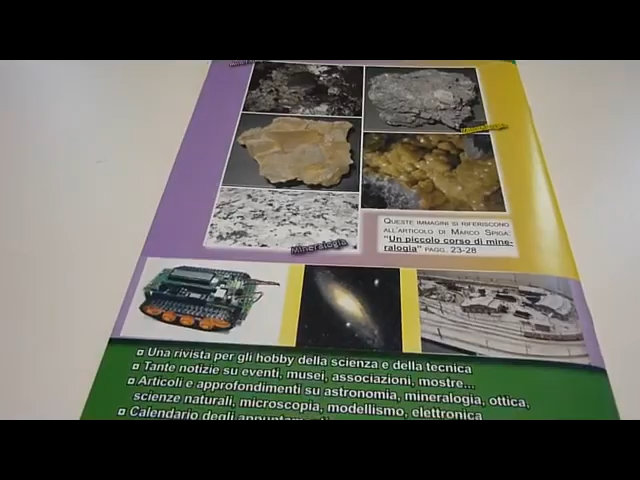 Mineralogia
QUESTE IMMAGINI SI RIFERISCONO
ALL'ARTICOLO DI MARCO SPIGA:
"Un piccolo corso di mine-
ralogia" PAGG. 23-28
Mineralogia
Una rivista per gli hobby della scienza e della tecnica
Tante notizie su eventi, musei, associazioni, mostre...
Articoli e approfondimenti su astronomia, mineralogia, ottica,
scienze naturali, microscopia, modellismo, elettronica
Calendario degli appuntamenti